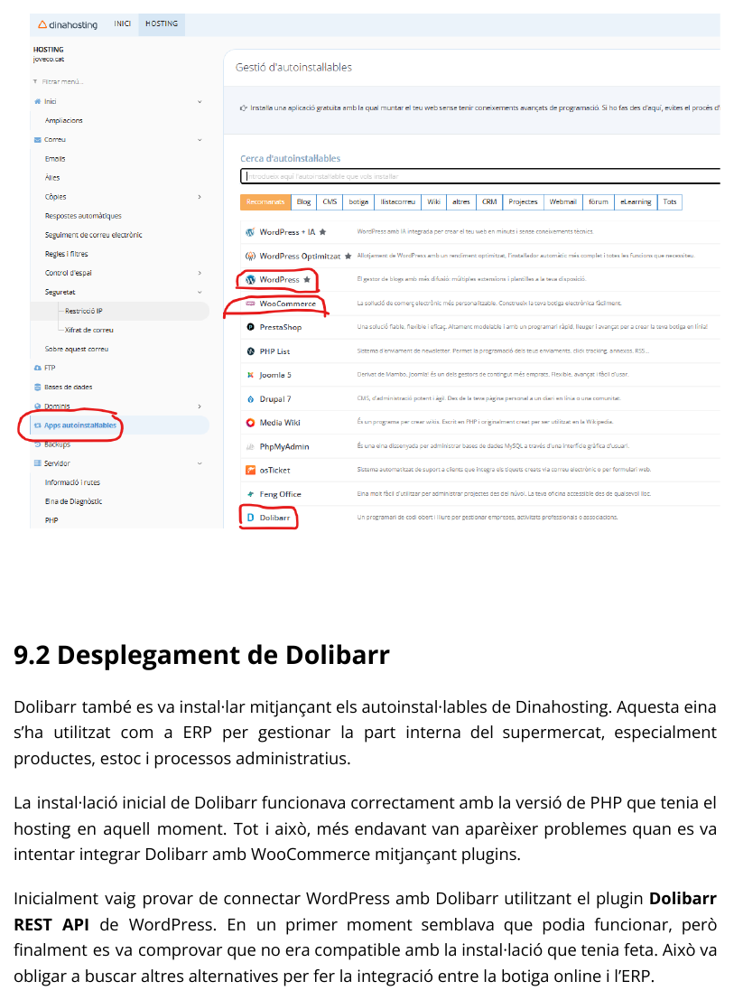 dinahosting INICI HOSTING
HOSTING
joveco.cat
Filtrar menú...
Inici
Ampliacions
Correu
Emails
Àlies
Còpies
Respostes automàtiques
Seguiment de correu electrònic
Regles i filtres
Control d'espai
Seguretat
Restricció IP
Xifrat de correu
Sobre aquest correu
FTP
Bases de dades
Dominis
Apps autoinstal·lables
Backups
Servidor
Informació i rutes
Eina de Diagnòstic
PHP
Gestió d'autoinstal·lables
Instal·la una aplicació gratuïta amb la qual muntar el teu web sense tenir coneixements avançats de programació. Si ho fas des d'aquí, evites el procés d'
Cerca d'autoinstal·lables
Introdueix aquí l'autoinstal·lable que vols instal·lar
Recomanats Blog CMS botiga llistacorreu Wiki altres CRM Projectes Webmail fòrum eLearning Tots
WordPress + IA WordPress amb IA integrada per crear el teu web en minuts i sense coneixements tècnics.
WordPress Optimitzat Allotjament de WordPress amb un rendiment optimitzat, l'instal·lador automàtic més complet i totes les funcions que necessites.
WordPress El gestor de blogs amb més difusió: múltiples extensions i plantilles a la teva disposició.
WooCommerce La solució de comerç electrònic més personalitzable. Construeix la teva botiga electrònica fàcilment.
PrestaShop Una solució fiable, flexible i eficaç. Altament modelable i amb un programari ràpid, lleuger i avançat per a crear la teva botiga en línia!
PHP List Sistema d'enviament de newsletter. Permet la programació dels teus enviaments, click tracking, annexos, RSS...
Joomla 5 Derivat de Mambo, Joomla! és un dels gestors de contingut més emprats. Flexible, avançat i fàcil d'usar.
Drupal 7 CMS, d'administració potent i àgil. Des de la teva pàgina personal a un diari en línia o una comunitat.
Media Wiki És un programa per crear wikis. Escrit en PHP i originalment creat per ser utilitzat en la Wikipedia.
PhpMyAdmin És una eina dissenyada per administrar bases de dades MySQL a través d'una interfície gràfica d'usuari.
osTicket Sistema automatitzat de suport a clients que integra els tiquets creats via correu electrònic o per formulari web.
Feng Office Eina molt fàcil d'utilitzar per administrar projectes des del núvol. La teva oficina accessible des de qualsevol lloc.
Dolibarr Un programari de codi obert i lliure per gestionar empreses, activitats professionals o associacions.
9.2 Desplegament de Dolibarr
Dolibarr també es va instal·lar mitjançant els autoinstal·lables de Dinahosting. Aquesta eina
s’ha utilitzat com a ERP per gestionar la part interna del supermercat, especialment
productes, estoc i processos administratius.
La instal·lació inicial de Dolibarr funcionava correctament amb la versió de PHP que tenia el
hosting en aquell moment. Tot i això, més endavant van aparèixer problemes quan es va
intentar integrar Dolibarr amb WooCommerce mitjançant plugins.
Inicialment vaig provar de connectar WordPress amb Dolibarr utilitzant el plugin Dolibarr
REST API de WordPress. En un primer moment semblava que podia funcionar, però
finalment es va comprovar que no era compatible amb la instal·lació que tenia feta. Això va
obligar a buscar altres alternatives per fer la integració entre la botiga online i l’ERP.